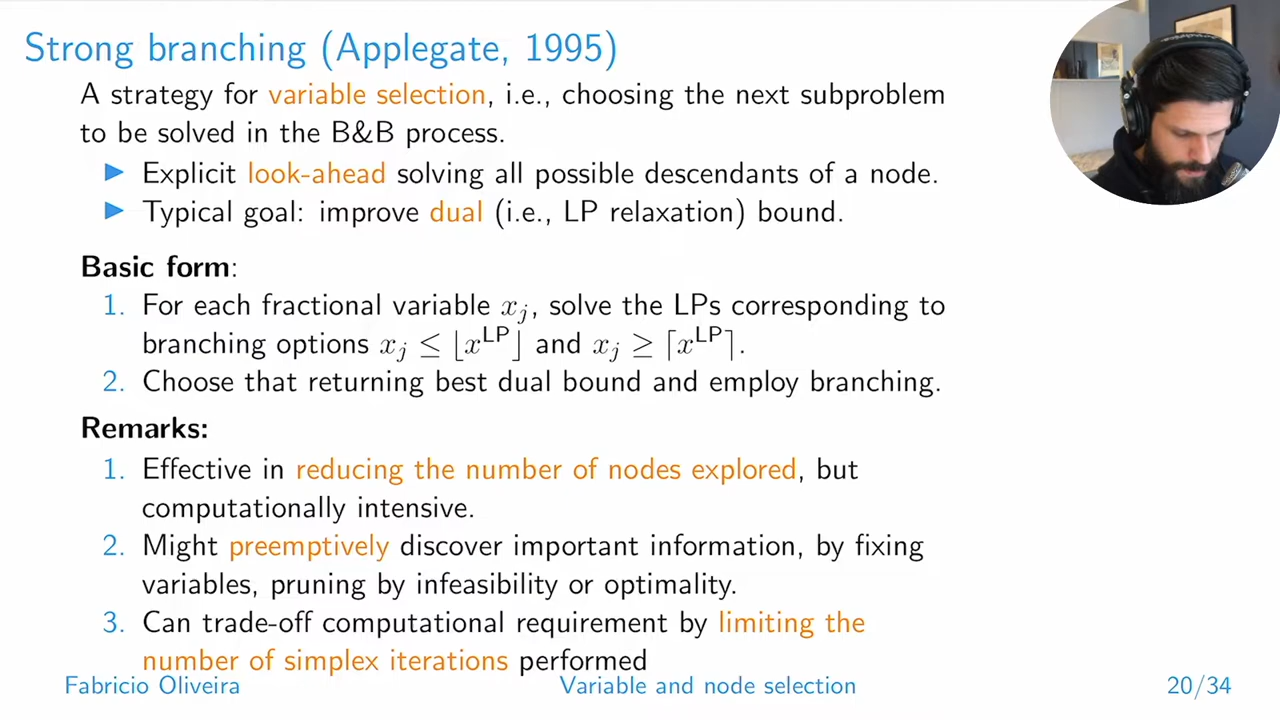 Strong branching (Applegate, 1995)
A strategy for variable selection, i.e., choosing the next subproblem
to be solved in the B&B process.
▶ Explicit look-ahead solving all possible descendants of a node.
▶ Typical goal: improve dual (i.e., LP relaxation) bound.
Basic form:
1. For each fractional variable xⱼ, solve the LPs corresponding to
branching options xⱼ ≤ ⌊x^LP⌋ and xⱼ ≥ ⌈x^LP⌉.
2. Choose that returning best dual bound and employ branching.
Remarks:
1. Effective in reducing the number of nodes explored, but
computationally intensive.
2. Might preemptively discover important information, by fixing
variables, pruning by infeasibility or optimality.
3. Can trade-off computational requirement by limiting the
number of simplex iterations performed
Fabricio Oliveira Variable and node selection 20/34